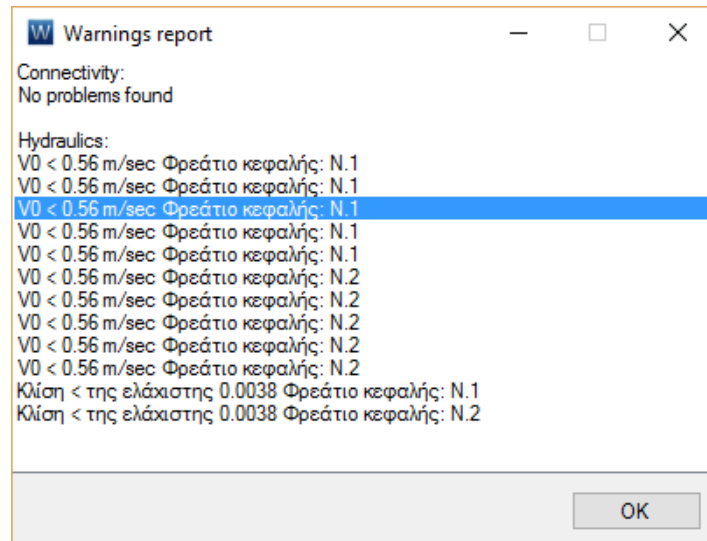 W Warnings report
Connectivity:
No problems found
Hydraulics:
V0 < 0.56 m/sec Φρεάτιο κεφαλής: N.1
V0 < 0.56 m/sec Φρεάτιο κεφαλής: N.1
V0 < 0.56 m/sec Φρεάτιο κεφαλής: N.1
V0 < 0.56 m/sec Φρεάτιο κεφαλής: N.1
V0 < 0.56 m/sec Φρεάτιο κεφαλής: N.1
V0 < 0.56 m/sec Φρεάτιο κεφαλής: N.2
V0 < 0.56 m/sec Φρεάτιο κεφαλής: N.2
V0 < 0.56 m/sec Φρεάτιο κεφαλής: N.2
V0 < 0.56 m/sec Φρεάτιο κεφαλής: N.2
V0 < 0.56 m/sec Φρεάτιο κεφαλής: N.2
Κλίση < της ελάχιστης 0.0038 Φρεάτιο κεφαλής: N.1
Κλίση < της ελάχιστης 0.0038 Φρεάτιο κεφαλής: N.2
OK